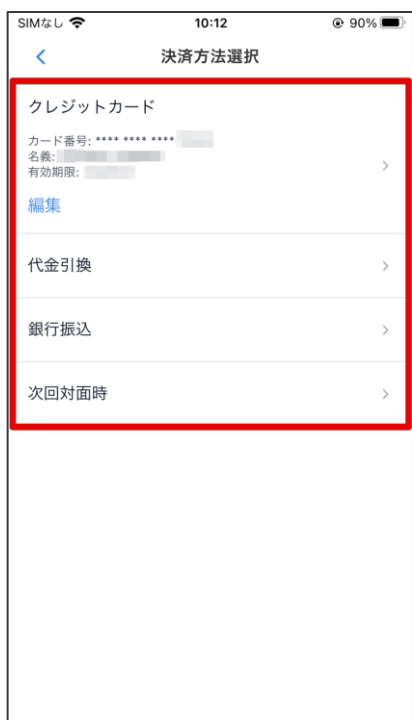 SIMなし 10:12 90%
決済方法選択
クレジットカード
カード番号: **** **** ****
名義:
有効期限:
編集
代金引換
銀行振込
次回対面時